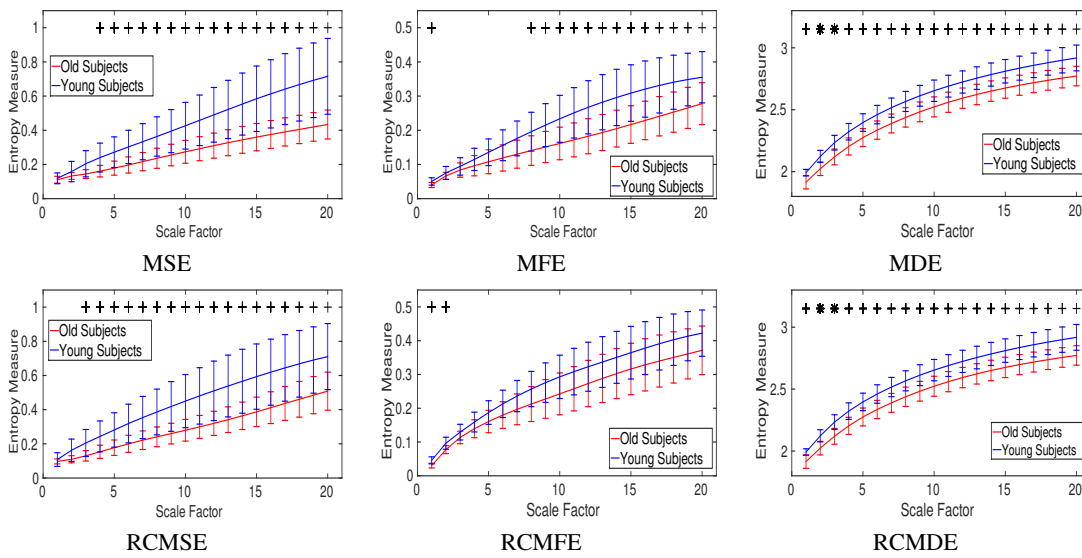 1
0.8
0.6
0.4
0.2
0
Entropy Measure
Old Subjects
Young Subjects
0 5 10 15 20
Scale Factor
MSE
0.5
0.4
0.3
0.2
0.1
0
Entropy Measure
Old Subjects
Young Subjects
0 5 10 15 20
Scale Factor
MFE
3
2.5
2
Entropy Measure
Old Subjects
Young Subjects
0 5 10 15 20
Scale Factor
MDE
1
0.8
0.6
0.4
0.2
0
Entropy Measure
Old Subjects
Young Subjects
0 5 10 15 20
Scale Factor
RCMSE
0.5
0.4
0.3
0.2
0.1
0
Entropy Measure
Old Subjects
Young Subjects
0 5 10 15 20
Scale Factor
RCMFE
3
2.5
2
Entropy Measure
Old Subjects
Young Subjects
0 5 10 15 20
Scale Factor
RCMDE